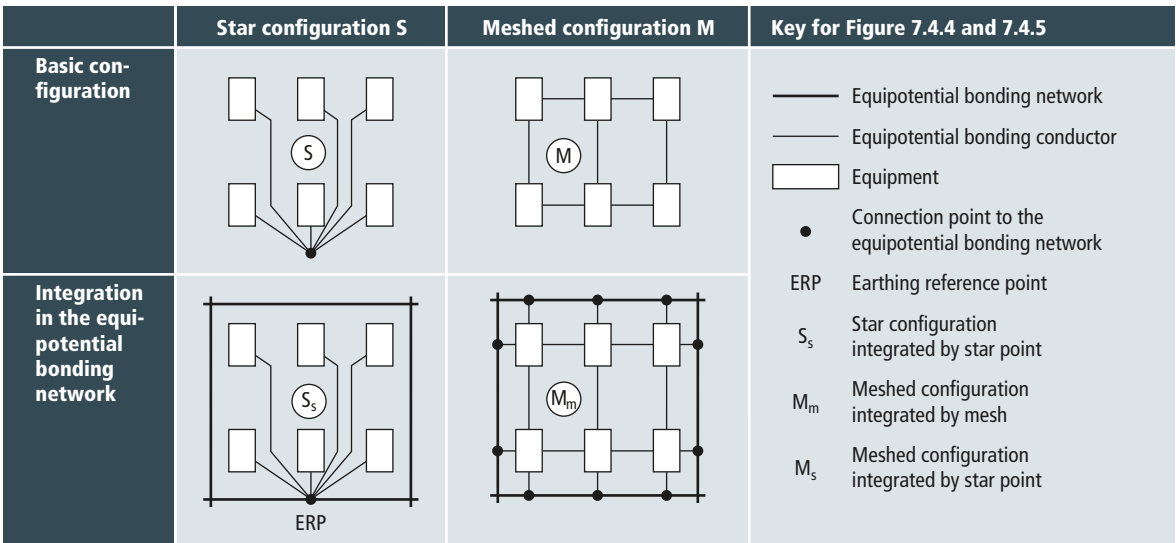 Star configuration S
Meshed configuration M
Key for Figure 7.4.4 and 7.4.5
Basic con-
figuration
S
M
Equipotential bonding network
Equipotential bonding conductor
Equipment
Connection point to the
equipotential bonding network
ERP Earthing reference point
Integration
in the equi-
potential
bonding
network
Ss
ERP
Mm
Ss Star configuration
integrated by star point
Mm Meshed configuration
integrated by mesh
Ms Meshed configuration
integrated by star point